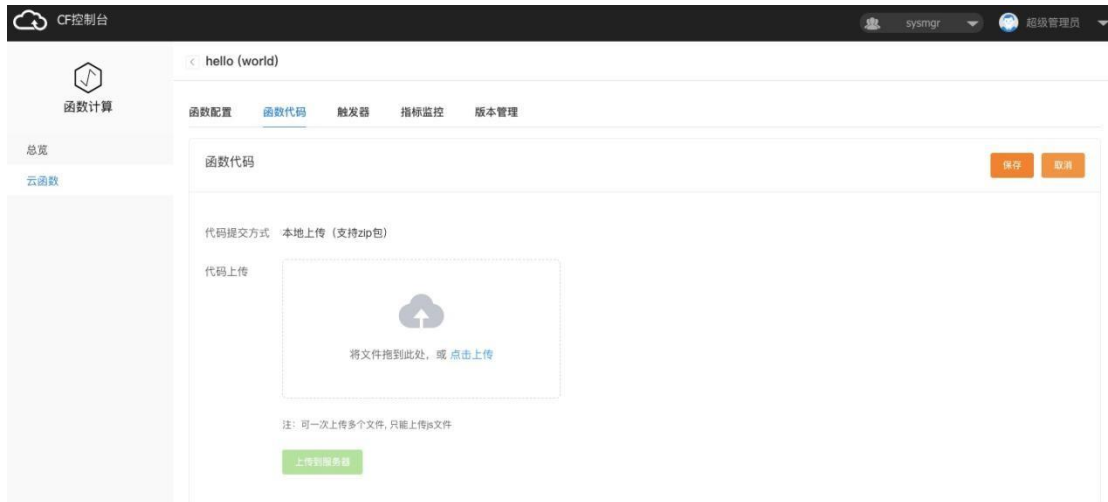 CF控制台
sysmgr
超级管理员
函数计算
总览
云函数
hello (world)
函数配置 函数代码 触发器 指标监控 版本管理
函数代码
保存 取消
代码提交方式 本地上传（支持zip包）
代码上传
将文件拖到此处，或 点击上传
注：可一次上传多个文件, 只能上传js文件
上传到服务器